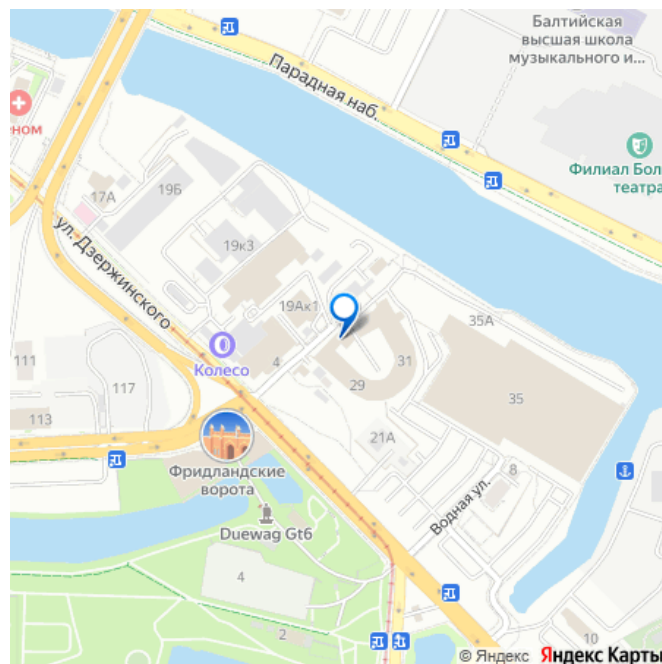 Балтийская
высшая школа
музыкального и...
Парадная наб.
еном
Филиал Бол
театра
19Б
17А
ул. Дзержинского
19к3
19Ак1
35А
Колесо
4
31
29
35
111
117
113
21А
8
Фридландские
ворота
Водная ул.
Duewag Gt6
4
2
10
© Яндекс Яндекс Карты